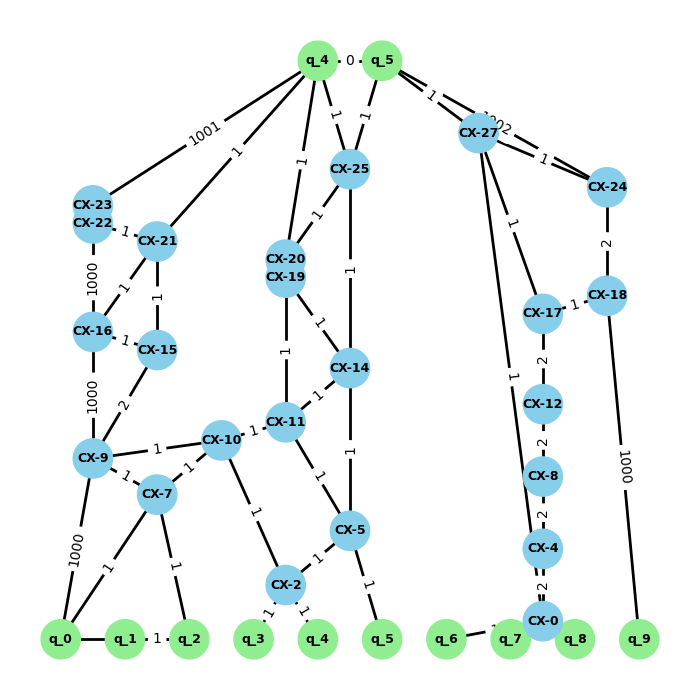 q_4 0 q_5
1 1002
1001 1 1 1 1 CX-27 1
CX-25 CX-24
CX-23
CX-22 1 CX-21 1 1 2
1000 1 1 CX-20 1
CX-19 CX-18
CX-17 1
CX-16 1 CX-15 1 1 2
CX-14 1
1000 2 1 CX-12
CX-11 1
CX-10 1 2
CX-9 1 1 1
1 CX-7 1 1 CX-8
1000
1 2
CX-5
1000 1 1 1 CX-4
CX-2 1 1 2
1 1 CX-0
q_0 q_1 1 q_2 q_3 q_4 q_5 q_6 q_7 q_8 q_9